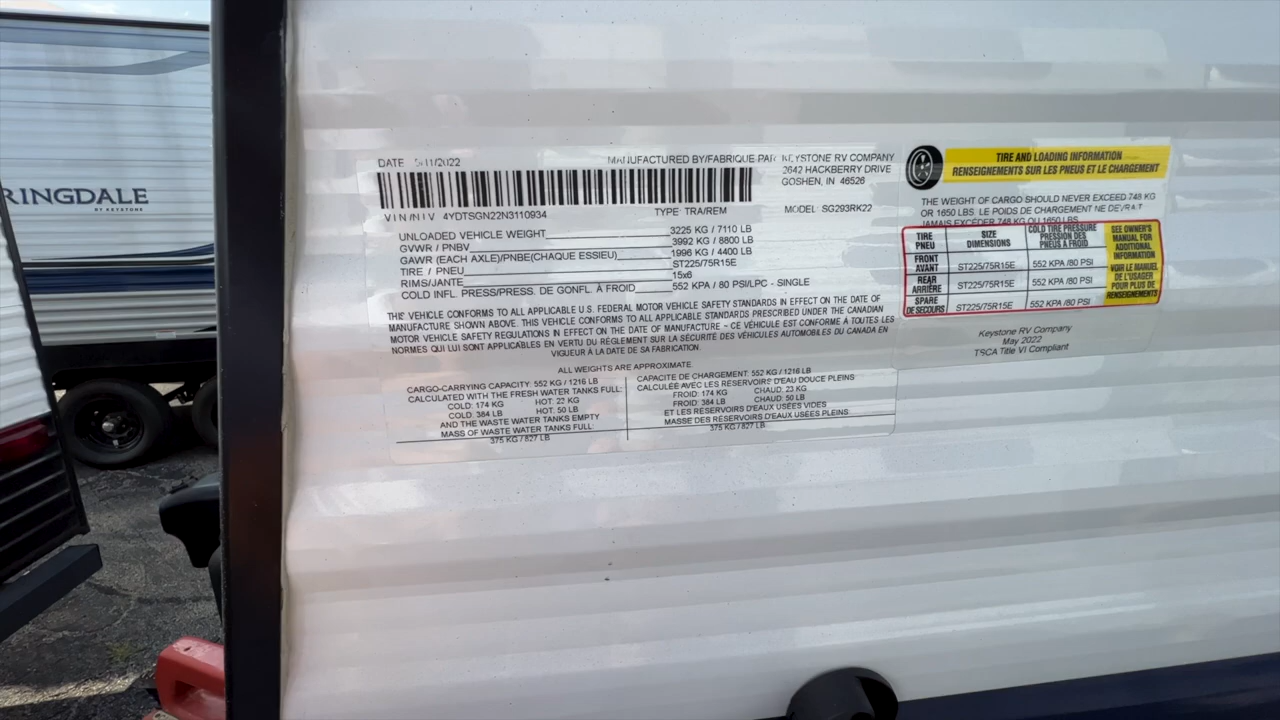 RINGDALE
BY KEYSTONE
DATE 5/11/2022
MANUFACTURED BY/FABRIQUE PAR KEYSTONE RV COMPANY
2642 HACKBERRY DRIVE
GOSHEN, IN 46526
VIN/NIV 4YDTSGN22N3110934 TYPE: TRA/REM MODEL: SG293RK22
UNLOADED VEHICLE WEIGHT 3225 KG / 7110 LB
GVWR / PNBV 3992 KG / 8800 LB
GAWR (EACH AXLE)/PNBE(CHAQUE ESSIEU) 1996 KG / 4400 LB
TIRE / PNEU ST225/75R15E
RIMS/JANTE 15x6
COLD INFL. PRESS/PRESS. DE GONFL. À FROID 552 KPA / 80 PSI/LPC - SINGLE
THIS VEHICLE CONFORMS TO ALL APPLICABLE U.S. FEDERAL MOTOR VEHICLE SAFETY STANDARDS IN EFFECT ON THE DATE OF
MANUFACTURE SHOWN ABOVE. THIS VEHICLE CONFORMS TO ALL APPLICABLE STANDARDS PRESCRIBED UNDER THE CANADIAN
MOTOR VEHICLE SAFETY REGULATIONS IN EFFECT ON THE DATE OF MANUFACTURE – CE VÉHICULE EST CONFORME À TOUTES LES
NORMES QUI LUI SONT APPLICABLES EN VERTU DU RÉGLEMENT SUR LA SECURITÉ DES VÉHICULES AUTOMOBILES DU CANADA EN
VIGUEUR À LA DATE DE SA FABRICATION.
ALL WEIGHTS ARE APPROXIMATE
CARGO-CARRYING CAPACITY: 552 KG / 1216 LB
CALCULATED WITH THE FRESH WATER TANKS FULL:
COLD: 174 KG HOT: 23 KG
COLD: 384 LB HOT: 50 LB
AND THE WASTE WATER TANKS EMPTY
MASS OF WASTE WATER TANKS FULL:
375 KG / 827 LB
CAPACITE DE CHARGEMENT: 552 KG / 1216 LB
CALCULÉE AVEC LES RESERVOIRS D'EAU DOUCE PLEINS
FROID: 174 KG CHAUD: 23 KG
FROID: 384 LB CHAUD: 50 LB
ET LES RÉSERVOIRS D'EAUX USÉES VIDES
MASSE DES RÉSERVOIRS D'EAUX USÉES PLEINS
375 KG / 827 LB
TIRE AND LOADING INFORMATION
RENSEIGNEMENTS SUR LES PNEUS ET LE CHARGEMENT
THE WEIGHT OF CARGO SHOULD NEVER EXCEED 748 KG
OR 1650 LBS. LE POIDS DE CHARGEMENT NE DEVRAIT
JAMAIS EXCÉDER 748 KG OU 1650 LBS
TIRE SIZE COLD TIRE PRESSURE
PNEU DIMENSIONS PRESSION DES
PNEUS A FROID
FRONT
AVANT ST225/75R15E 552 KPA /80 PSI
REAR
ARRIÈRE ST225/75R15E 552 KPA /80 PSI
SPARE
DE SECOURS ST225/75R15E 552 KPA /80 PSI
SEE OWNER'S
MANUAL FOR
ADDITIONAL
INFORMATION
VOIR LE MANUEL
DE L'USAGER
POUR PLUS DE
RENSEIGNEMENTS
Keystone RV Company
May 2022
TSCA Title VI Compliant